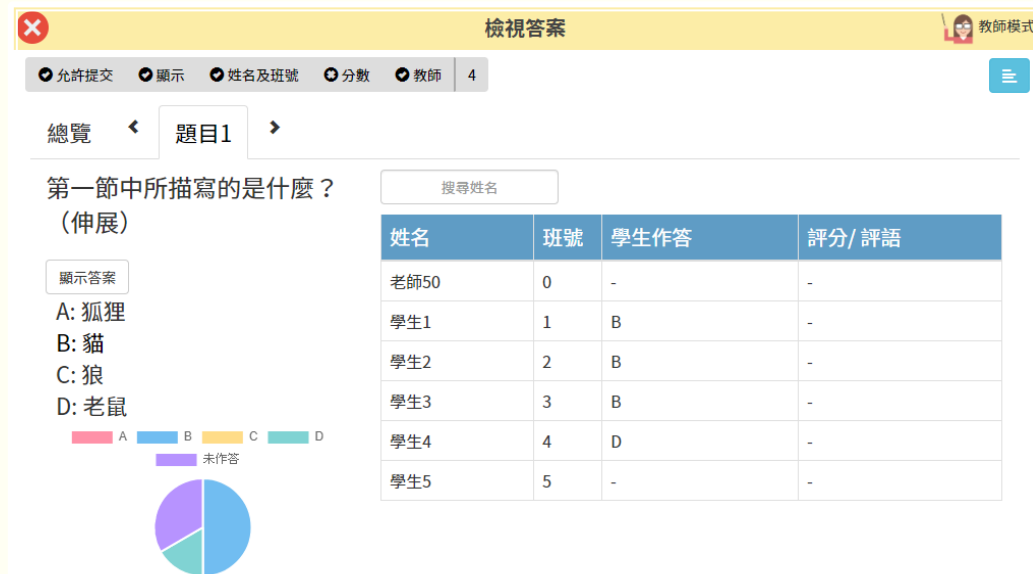 檢視答案
教師模式
允許提交 顯示 姓名及班號 分數 教師 4
總覽 題目1
第一節中所描寫的是什麼？
（伸展）
顯示答案
A: 狐狸
B: 貓
C: 狼
D: 老鼠
A B C D
未作答
搜尋姓名
姓名 班號 學生作答 評分/ 評語
老師50 0 - -
學生1 1 B -
學生2 2 B -
學生3 3 B -
學生4 4 D -
學生5 5 - -